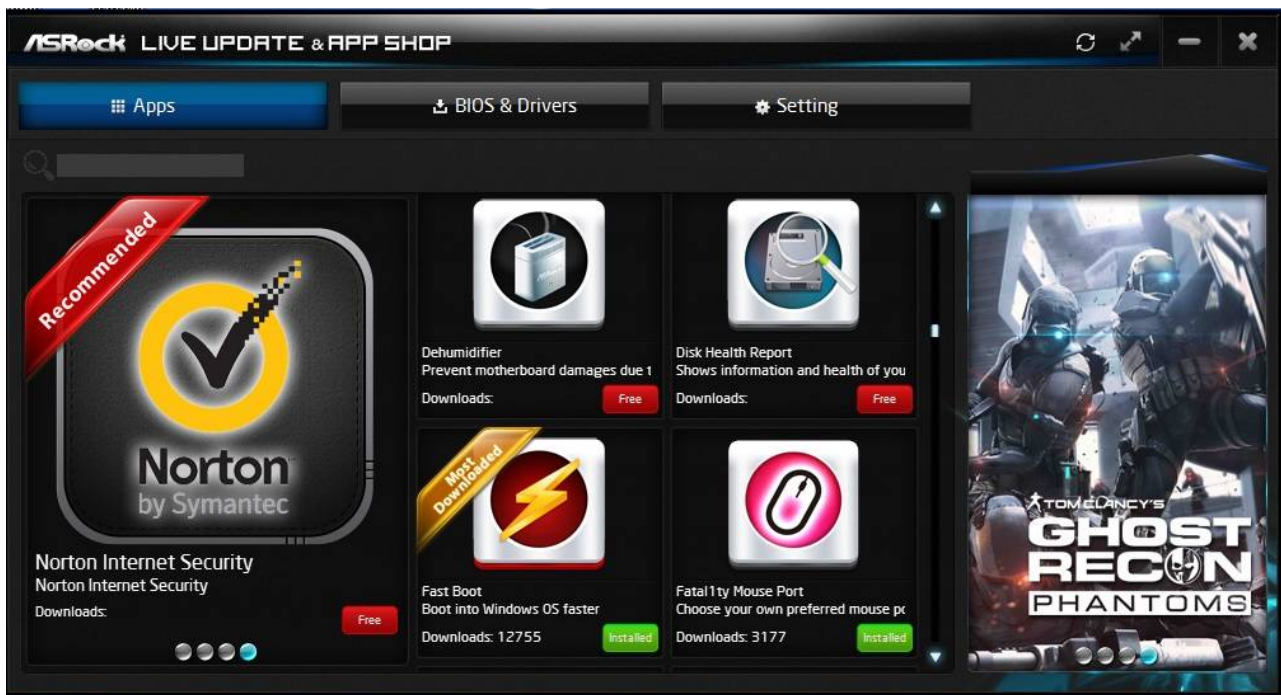 ASRock LIVE UPDATE & APP SHOP
Apps
BIOS & Drivers
Setting
Recommended
Norton
by Symantec
Norton Internet Security
Norton Internet Security
Downloads:
Free
ASRock
Dehumidifier
Prevent motherboard damages due t
Downloads:
Free
Disk Health Report
Shows information and health of you
Downloads:
Free
Most
Downloaded
Fast Boot
Boot into Windows OS faster
Downloads: 12755
Installed
Fatal1ty Mouse Port
Choose your own preferred mouse po
Downloads: 3177
Installed
TOM CLANCY'S
GHOST
RECON
PHANTOMS